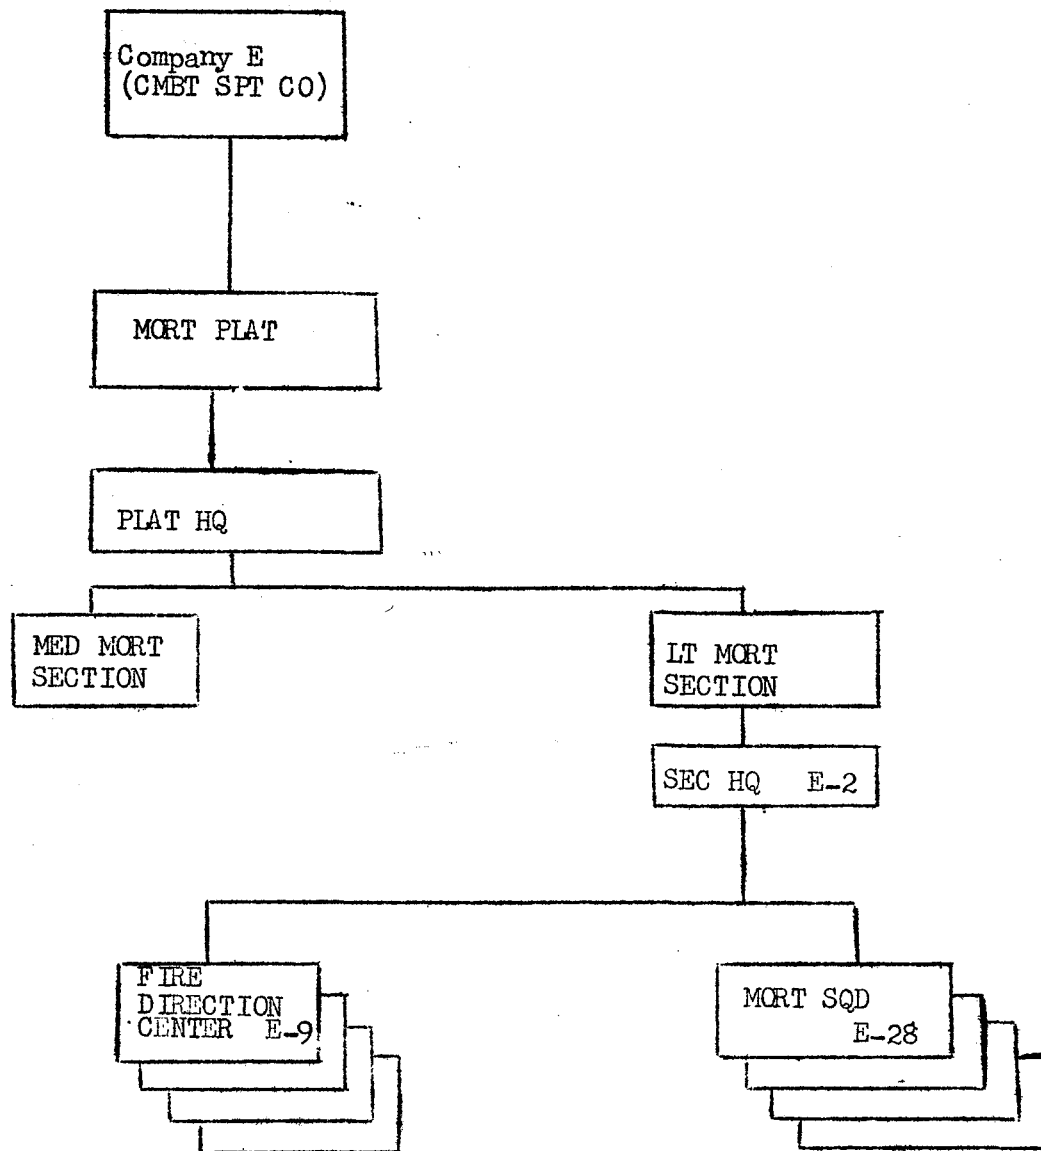 Company E
(CMBT SPT CO)
MORT PLAT
PLAT HQ
MED MORT
SECTION
LT MORT
SECTION
SEC HQ E-2
FIRE
DIRECTION
CENTER E-9
MORT SQD
E-28